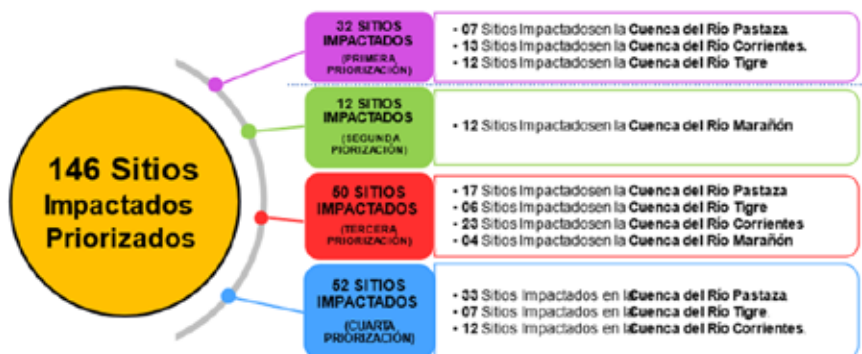 146 Sitios
Impactados
Priorizados
32 SITIOS
IMPACTADOS
(PRIMERA
PRIORIZACIÓN)
• 07 Sitios Impactadosen la Cuenca del Río Pastaza
• 13 Sitios Impactadosen la Cuenca del Río Corrientes.
• 12 Sitios Impactadosen la Cuenca del Río Tigre
12 SITIOS
IMPACTADOS
(SEGUNDA
PIORIZACIÓN)
• 12 Sitios Impactadosen la Cuenca del Río Marañón
50 SITIOS
IMPACTADOS
(TERCERA
PRIORIZACIÓN)
• 17 Sitios Impactadosen la Cuenca del Río Pastaza
• 06 Sitios Impactadosen la Cuenca del Río Tigre
• 23 Sitios Impactadosen la Cuenca del Río Corrientes
• 04 Sitios Impactadosen la Cuenca del Río Marañón
52 SITIOS
IMPACTADOS
(CUARTA
PRIORIZACIÓN)
• 33 Sitios Impactados en la Cuenca del Río Pastaza
• 07 Sitios Impactados en la Cuenca del Río Tigre.
• 12 Sitios Impactados en la Cuenca del Río Corrientes.